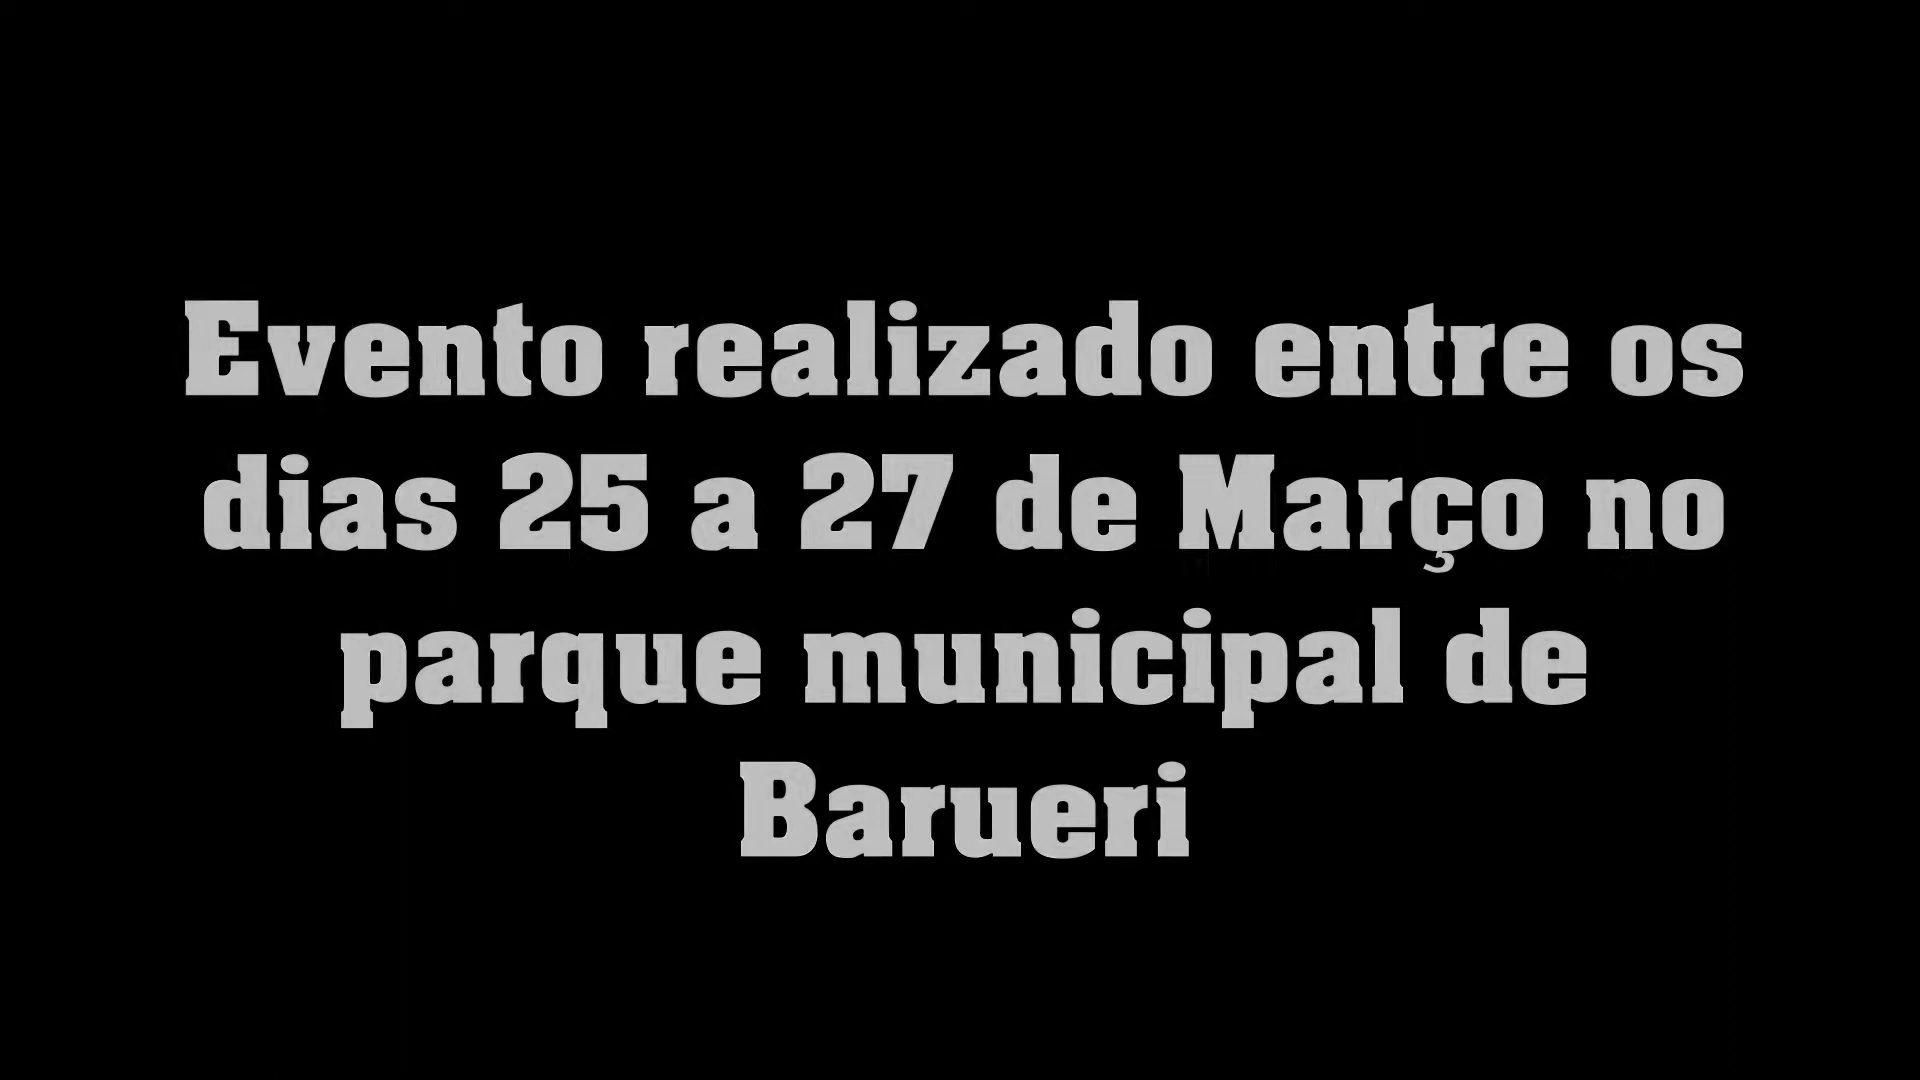 Evento realizado entre os
dias 25 a 27 de Março no
parque municipal de
Barueri